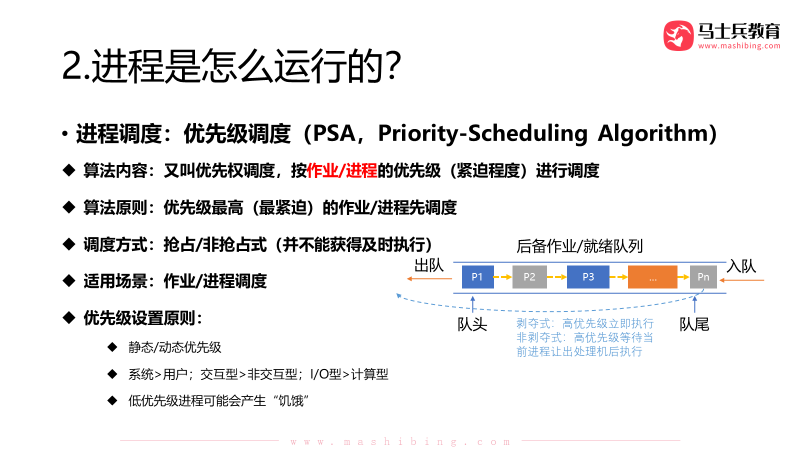 马士兵教育
www.mashibing.com
2.进程是怎么运行的?
• 进程调度：优先级调度（PSA，Priority-Scheduling Algorithm）
◆ 算法内容：又叫优先权调度，按作业/进程的优先级（紧迫程度）进行调度
◆ 算法原则：优先级最高（最紧迫）的作业/进程先调度
◆ 调度方式：抢占/非抢占式（并不能获得及时执行）
◆ 适用场景：作业/进程调度
◆ 优先级设置原则：
◆ 静态/动态优先级
◆ 系统>用户；交互型>非交互型；I/O型>计算型
◆ 低优先级进程可能会产生“饥饿”
后备作业/就绪队列
出队
P1
P2
P3
...
Pn
入队
队头
队尾
剥夺式：高优先级立即执行
非剥夺式：高优先级等待当
前进程让出处理机后执行
www.mashibing.com